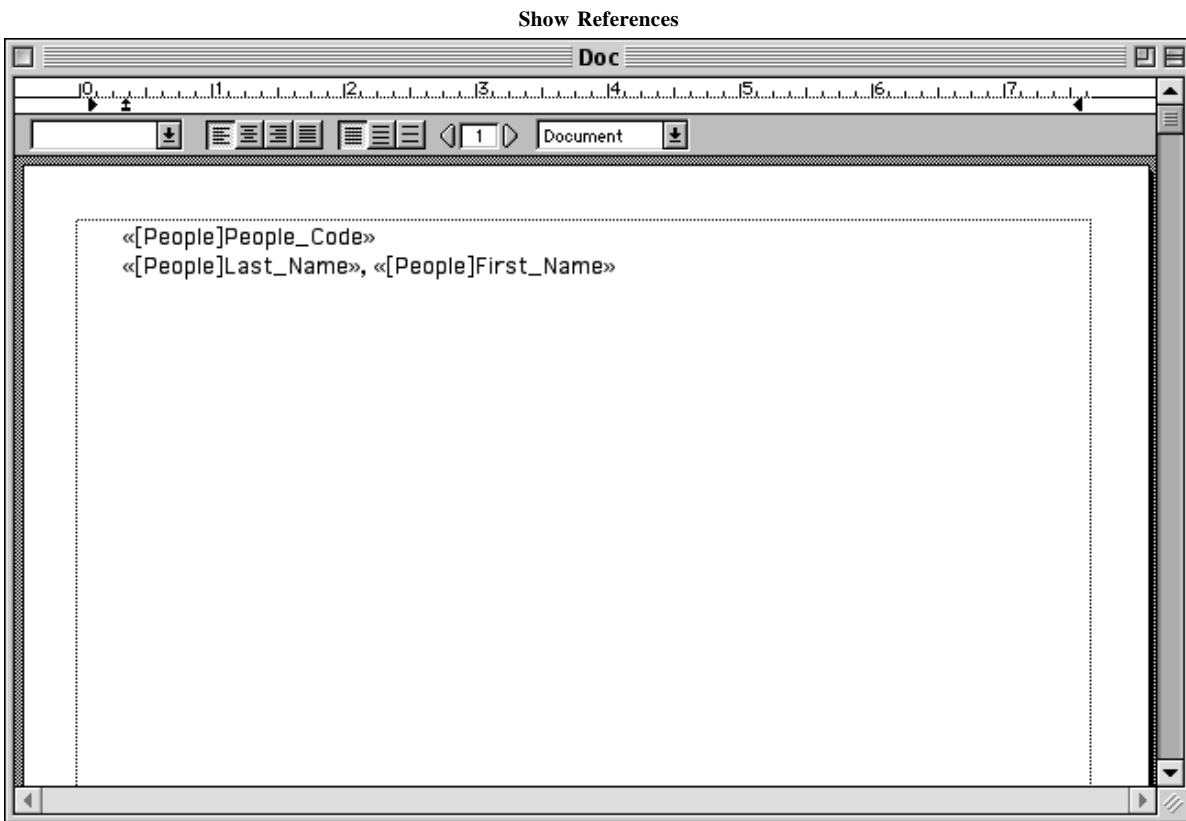 Show References
Doc
0 1 2 3 4 5 6 7
1 Document
«[People]People_Code»
«[People]Last_Name», «[People]First_Name»